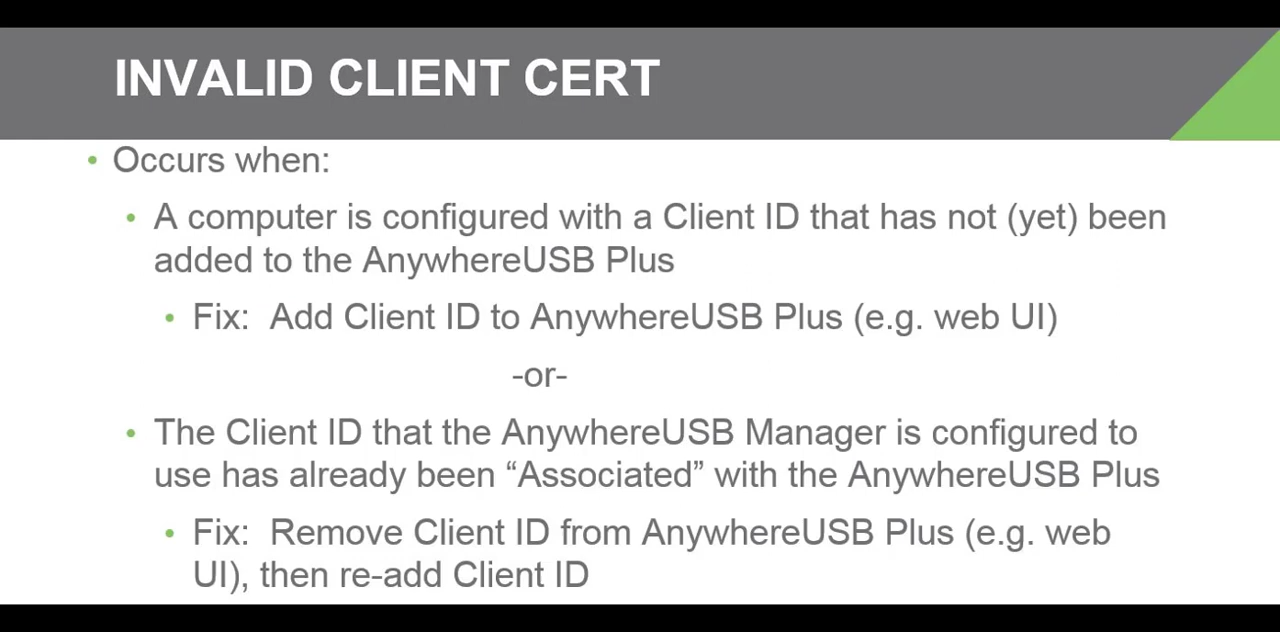 INVALID CLIENT CERT
• Occurs when:
• A computer is configured with a Client ID that has not (yet) been
added to the AnywhereUSB Plus
• Fix:  Add Client ID to AnywhereUSB Plus (e.g. web UI)
-or-
• The Client ID that the AnywhereUSB Manager is configured to
use has already been “Associated” with the AnywhereUSB Plus
• Fix:  Remove Client ID from AnywhereUSB Plus (e.g. web
UI), then re-add Client ID